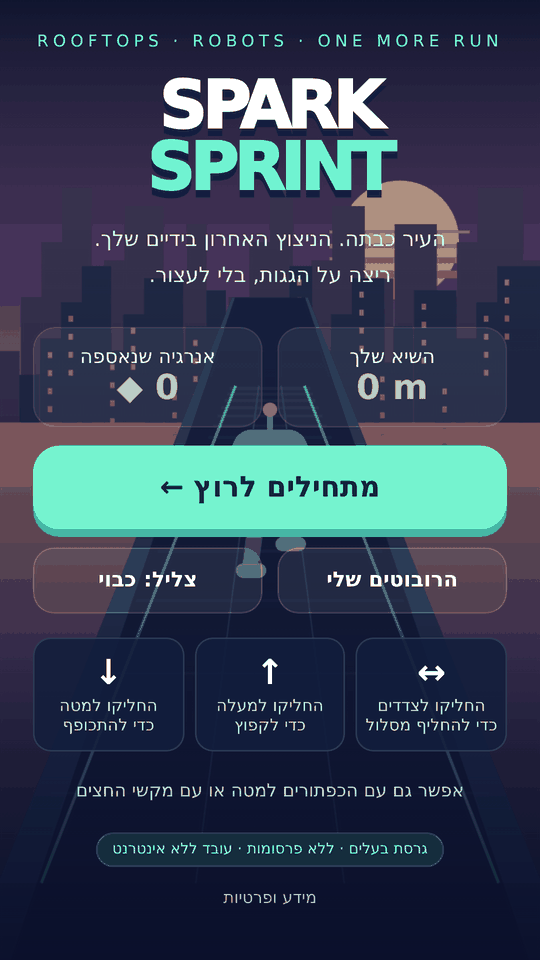 ROOFTOPS · ROBOTS · ONE MORE RUN
SPARK
SPRINT
העיר כבתה. הניצוץ האחרון בידיים שלך.
ריצה על הגגות, בלי לעצור.
השיא שלך
0 m
אנרגיה שנאספה
◆ 0
מתחילים לרוץ ←
הרובוטים שלי
צליל: כבוי
↔
החליקו לצדדים
כדי להחליף מסלול
↑
החליקו למעלה
כדי לקפוץ
↓
החליקו למטה
כדי להתכופף
אפשר גם עם הכפתורים למטה או עם מקשי החצים
גרסת בעלים · ללא פרסומות · עובד ללא אינטרנט
מידע ופרטיות